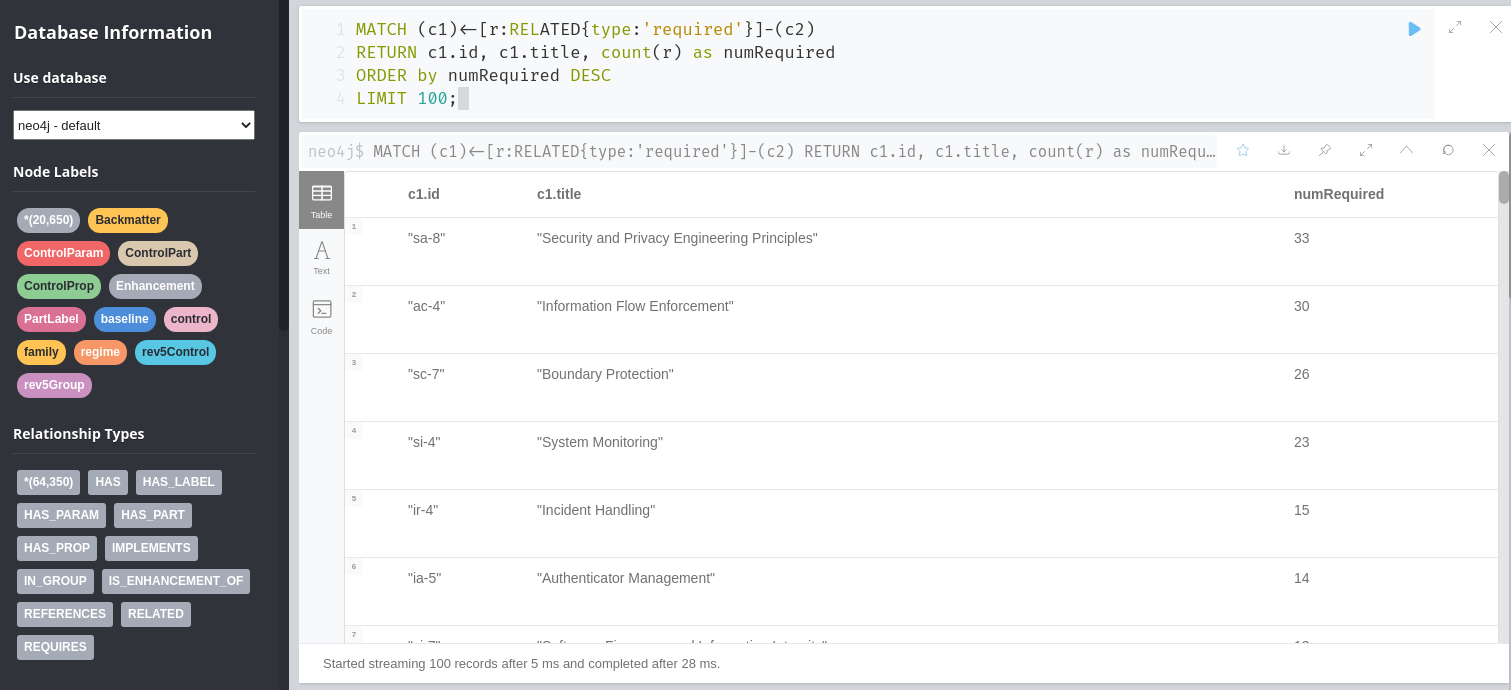 Database Information
Use database
neo4j - default
Node Labels
*(20,650) Backmatter
ControlParam ControlPart
ControlProp Enhancement
PartLabel baseline control
family regime rev5Control
rev5Group
Relationship Types
*(64,350) HAS HAS_LABEL
HAS_PARAM HAS_PART
HAS_PROP IMPLEMENTS
IN_GROUP IS_ENHANCEMENT_OF
REFERENCES RELATED
REQUIRES
1 MATCH (c1)<-[r:RELATED{type:'required'}]-(c2)
2 RETURN c1.id, c1.title, count(r) as numRequired
3 ORDER by numRequired DESC
4 LIMIT 100;
neo4j$ MATCH (c1)<-[r:RELATED{type:'required'}]-(c2) RETURN c1.id, c1.title, count(r) as numRequ…
Table
Text
Code
c1.id c1.title numRequired
1 "sa-8" "Security and Privacy Engineering Principles" 33
2 "ac-4" "Information Flow Enforcement" 30
3 "sc-7" "Boundary Protection" 26
4 "si-4" "System Monitoring" 23
5 "ir-4" "Incident Handling" 15
6 "ia-5" "Authenticator Management" 14
7
Started streaming 100 records after 5 ms and completed after 28 ms.